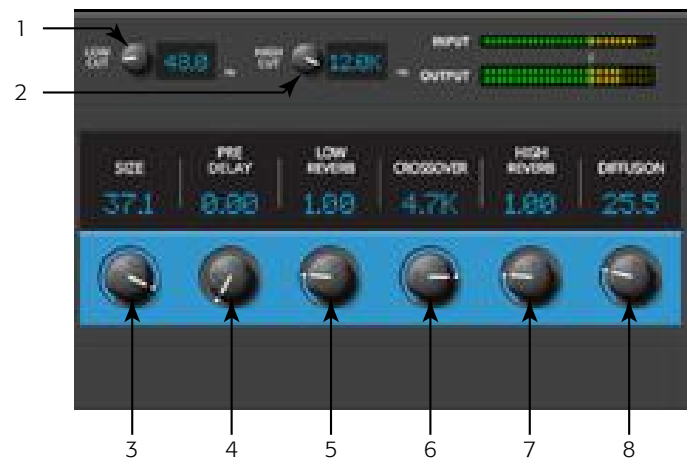 1
LOW CUT 48.0
HIGH CUT 12.0K
INPUT
OUTPUT
2
SIZE
PRE DELAY
LOW REVERB
CROSSOVER
HIGH REVERB
DIFFUSION
37.1
0.00
1.00
4.7K
1.00
25.5
3
4
5
6
7
8